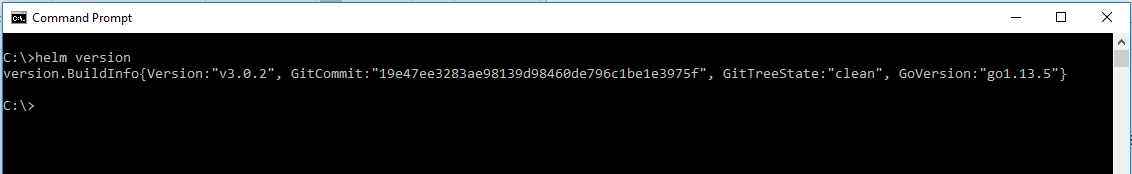 Command Prompt
C:\>helm version
version.BuildInfo{Version:"v3.0.2", GitCommit:"19e47ee3283ae98139d98460de796c1be1e3975f", GitTreeState:"clean", GoVersion:"go1.13.5"}
C:\>